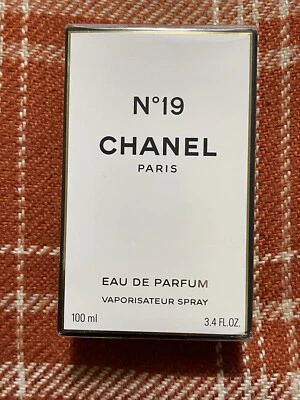 N°19
CHANEL
PARIS
EAU DE PARFUM
VAPORISATEUR SPRAY
100 ml 3.4 FL.OZ.